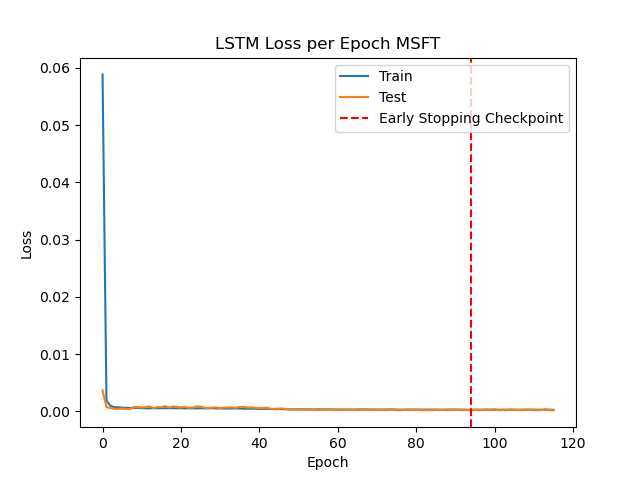 LSTM Loss per Epoch MSFT
0.06
0.05
0.04
0.03
0.02
0.01
0.00
Loss
Train
Test
Early Stopping Checkpoint
0 20 40 60 80 100 120
Epoch